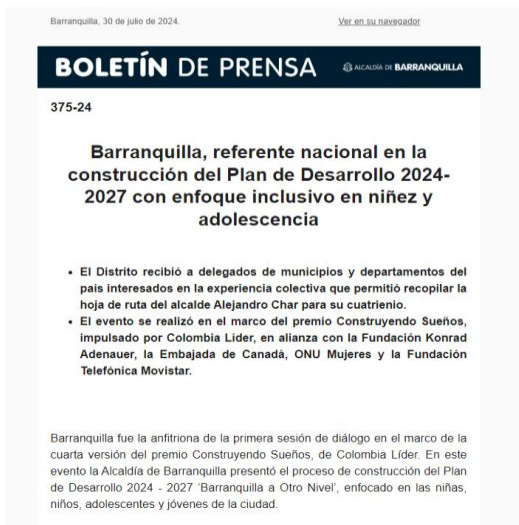 Barranquilla, 30 de julio de 2024.
Ver en su navegador
BOLETÍN DE PRENSA
ALCALDÍA DE BARRANQUILLA
375-24
Barranquilla, referente nacional en la
construcción del Plan de Desarrollo 2024-
2027 con enfoque inclusivo en niñez y
adolescencia
• El Distrito recibió a delegados de municipios y departamentos del
país interesados en la experiencia colectiva que permitió recopilar la
hoja de ruta del alcalde Alejandro Char para su cuatrienio.
• El evento se realizó en el marco del premio Construyendo Sueños,
impulsado por Colombia Líder, en alianza con la Fundación Konrad
Adenauer, la Embajada de Canadá, ONU Mujeres y la Fundación
Telefónica Movistar.
Barranquilla fue la anfitriona de la primera sesión de diálogo en el marco de la
cuarta versión del premio Construyendo Sueños, de Colombia Líder. En este
evento la Alcaldía de Barranquilla presentó el proceso de construcción del Plan
de Desarrollo 2024 - 2027 'Barranquilla a Otro Nivel', enfocado en las niñas,
niños, adolescentes y jóvenes de la ciudad.